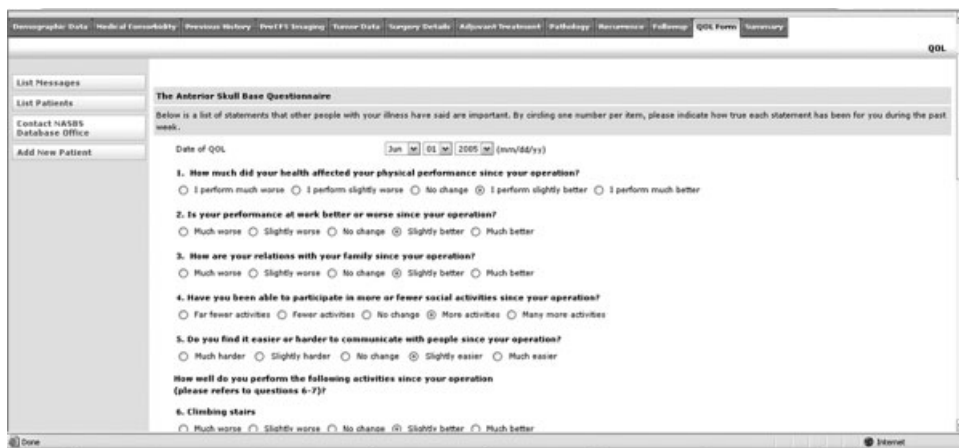 Demographic Data Medical Comorbidity Previous History PreCFS Imaging Tumor Data Surgery Details Adjuvant Treatment Pathology Recurrence Followup QOL Form Summary
QOL
List Messages
List Patients
Contact NASBS
Database Office
Add New Patient
The Anterior Skull Base Questionnaire
Below is a list of statements that other people with your illness have said are important. By circling one number per item, please indicate how true each statement has been for you during the past
week.
Date of QOL Jun 01 2005 (mm/dd/yy)
1. How much did your health affected your physical performance since your operation?
I perform much worse I perform slightly worse No change I perform slightly better I perform much better
2. Is your performance at work better or worse since your operation?
Much worse Slightly worse No change Slightly better Much better
3. How are your relations with your family since your operation?
Much worse Slightly worse No change Slightly better Much better
4. Have you been able to participate in more or fewer social activities since your operation?
Far fewer activities Fewer activities No change More activities Many more activities
5. Do you find it easier or harder to communicate with people since your operation?
Much harder Slightly harder No change Slightly easier Much easier
How well do you perform the following activities since your operation
(please refers to questions 6-7)?
6. Climbing stairs
Much worse Slightly worse No change Slightly better Much better
Done Internet